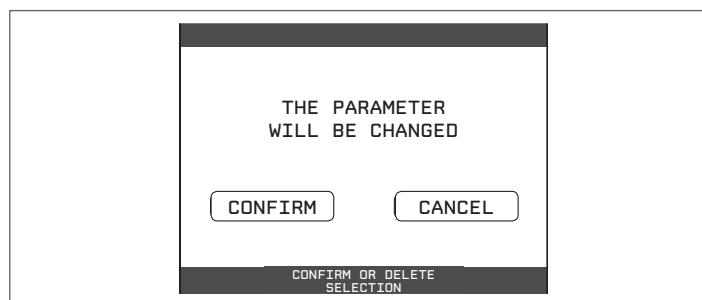 THE PARAMETER
WILL BE CHANGED
CONFIRM
CANCEL
CONFIRM OR DELETE
SELECTION